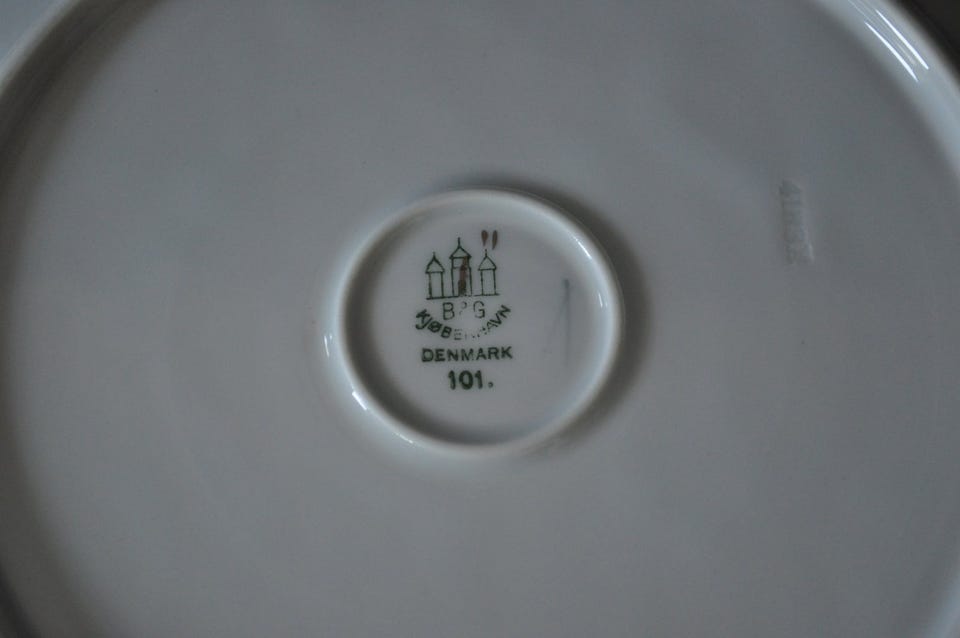 B&G
KJØBENHAVN
DENMARK
101.